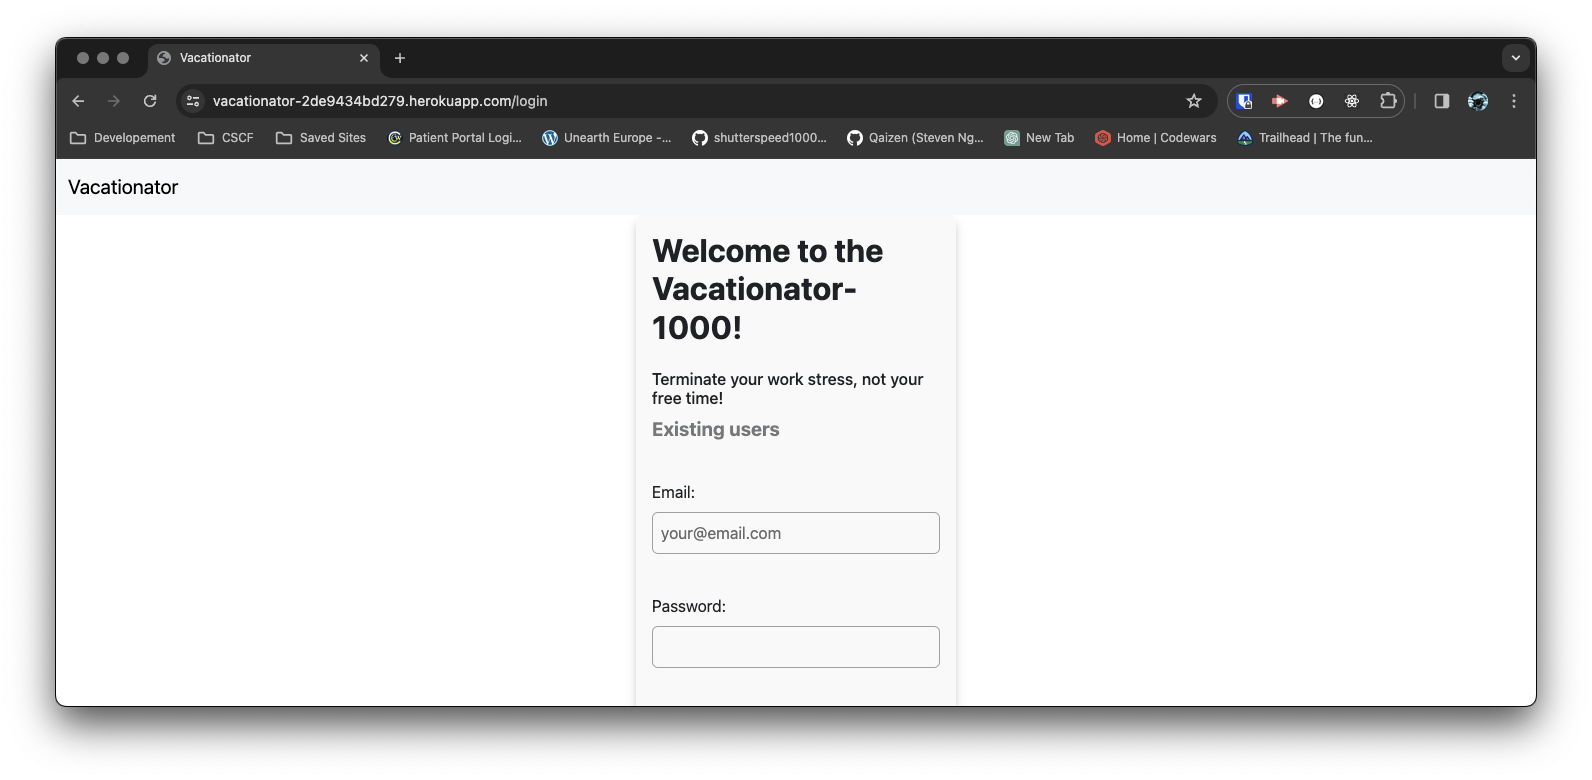 Vacationator
vacationator-2de9434bd279.herokuapp.com/login
Developement CSCF Saved Sites Patient Portal Logi... Unearth Europe -... shutterspeed1000... Qaizen (Steven Ng... New Tab Home | Codewars Trailhead | The fun...
Vacationator
Welcome to the
Vacationator-
1000!
Terminate your work stress, not your
free time!
Existing users
Email:
your@email.com
Password: